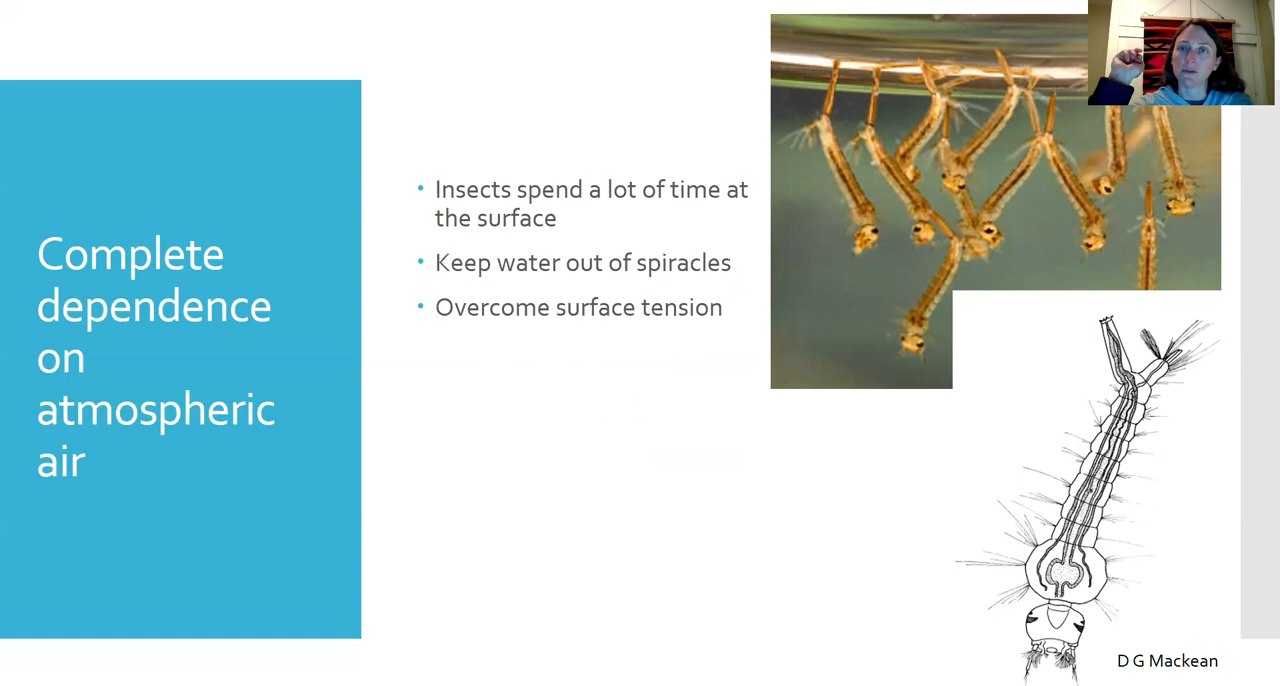 Complete
dependence
on
atmospheric
air
• Insects spend a lot of time at
the surface
• Keep water out of spiracles
• Overcome surface tension
D G Mackean